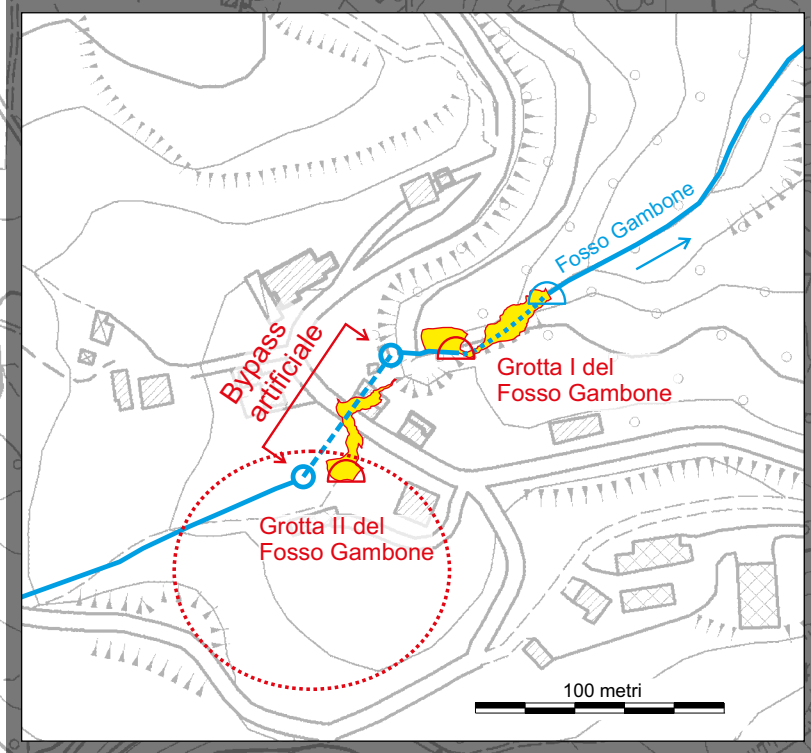 Fosso Gambone
Bypass
artificiale
Grotta I del
Fosso Gambone
Grotta II del
Fosso Gambone
100 metri